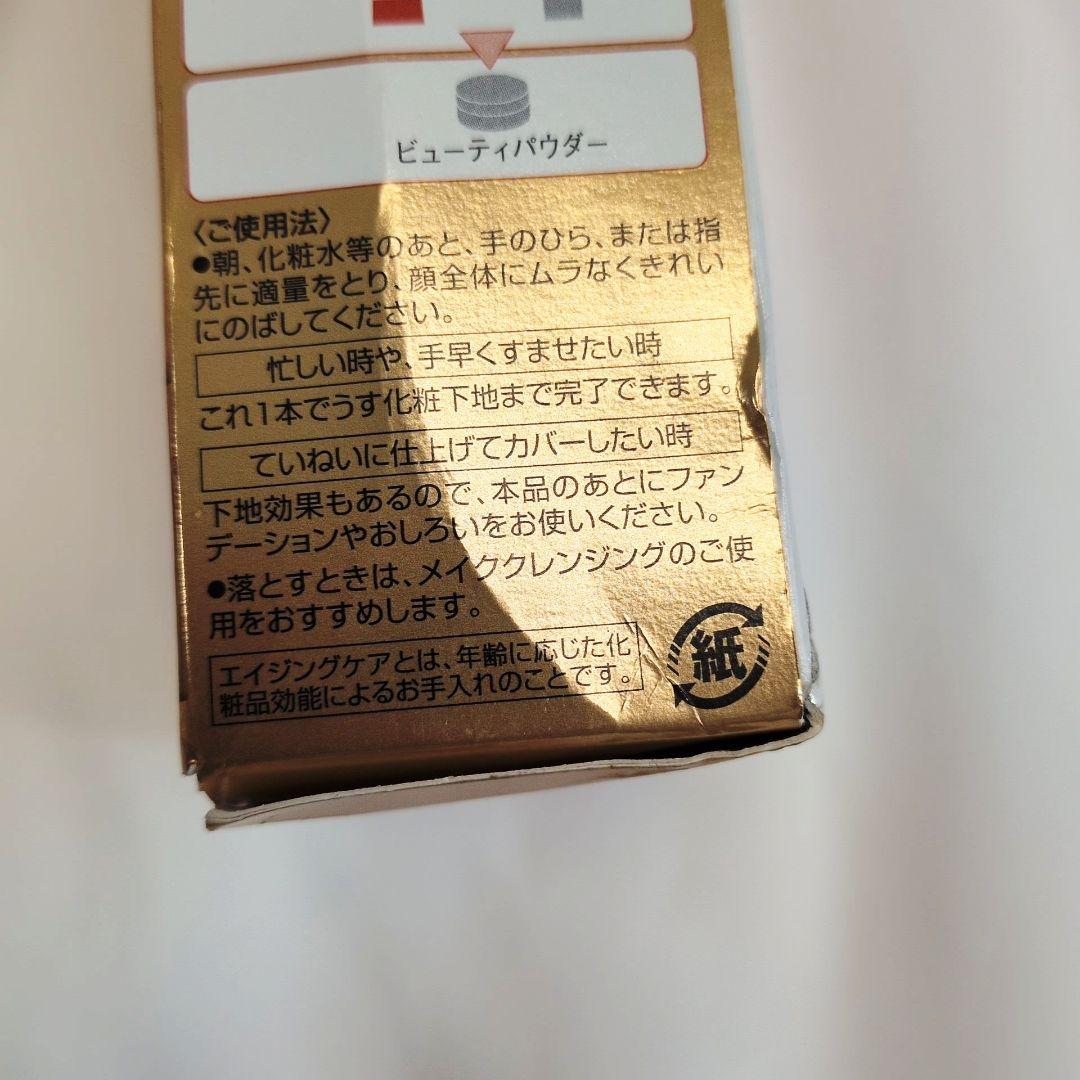 ビューティパウダー
〈ご使用法〉
●朝、化粧水等のあと、手のひら、または指
先に適量をとり、顔全体にムラなくきれい
にのばしてください。
忙しい時や、手早くすませたい時
これ1本でうす化粧下地まで完了できます。
ていねいに仕上げてカバーしたい時
下地効果もあるので、本品のあとにファン
デーションやおしろいをお使いください。
●落とすときは、メイククレンジングのご使
用をおすすめします。
エイジングケアとは、年齢に応じた化
粧品効能によるお手入れのことです。
紙